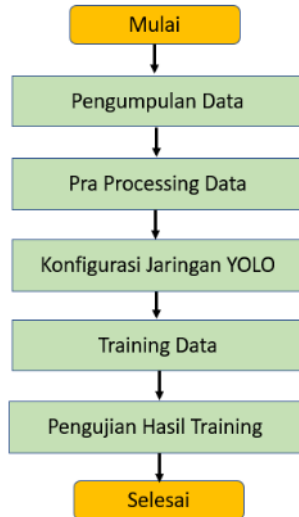 Mulai
Pengumpulan Data
Pra Processing Data
Konfigurasi Jaringan YOLO
Training Data
Pengujian Hasil Training
Selesai